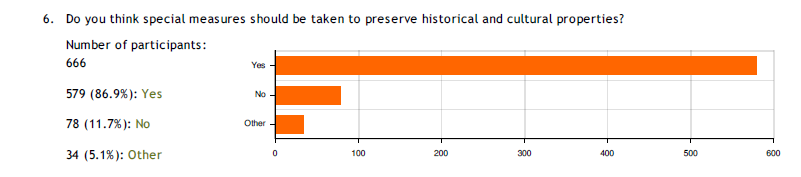 6. Do you think special measures should be taken to preserve historical and cultural properties?
Number of participants:
666
579 (86.9%): Yes
78 (11.7%): No
34 (5.1%): Other
Yes
No
Other
0 100 200 300 400 500 600